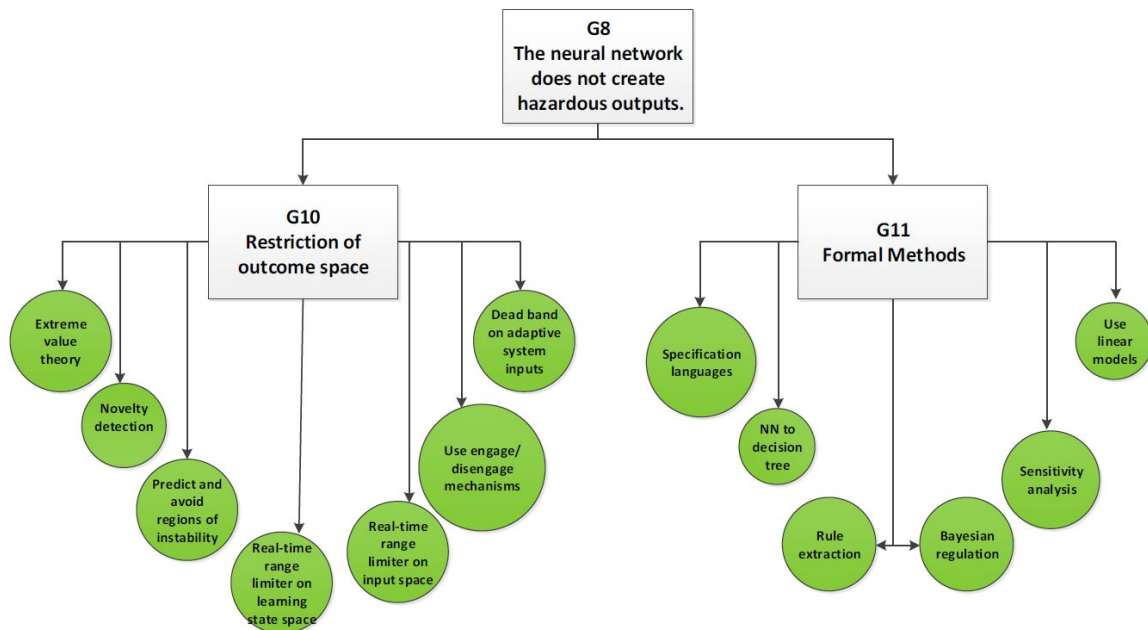 G8
The neural network
does not create
hazardous outputs.
G10
Restriction of
outcome space
G11
Formal Methods
Extreme
value
theory
Novelty
detection
Predict and
avoid
regions of
instability
Real-time
range
limiter on
learning
state space
Real-time
range
limiter on
input space
Use engage/
disengage
mechanisms
Dead band
on adaptive
system
inputs
Specification
languages
NN to
decision
tree
Rule
extraction
Bayesian
regulation
Sensitivity
analysis
Use
linear
models